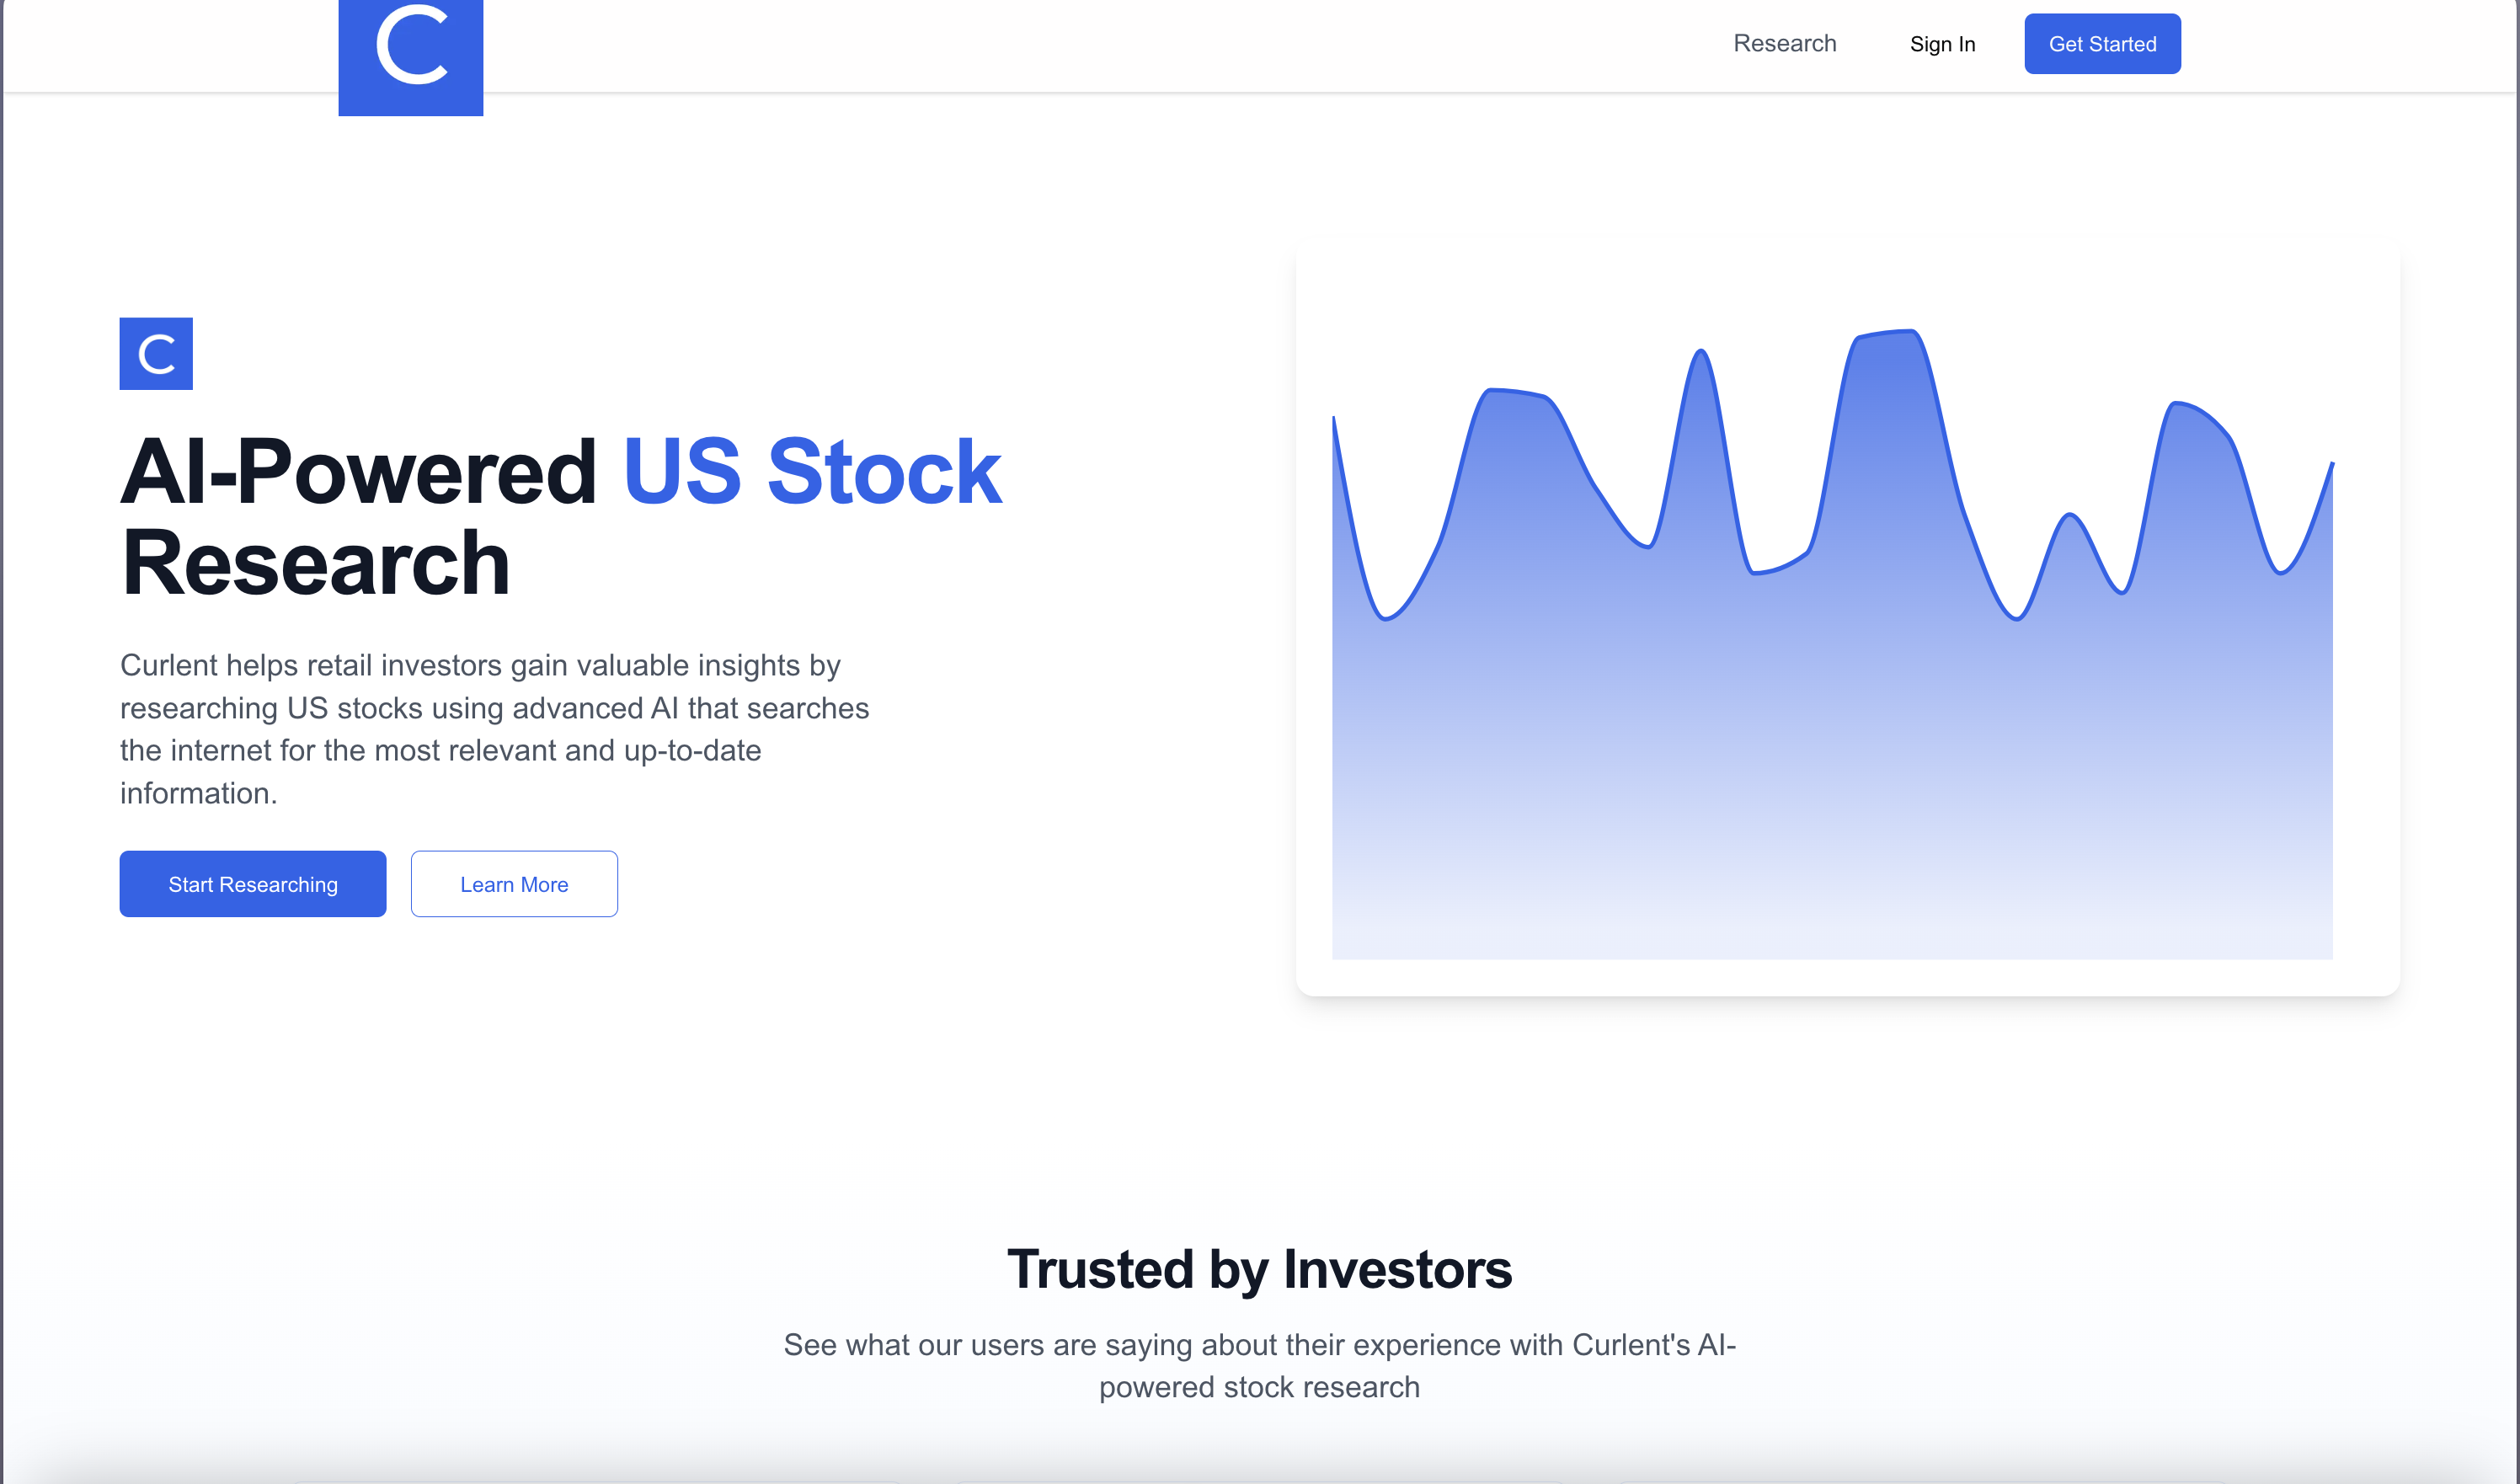 C
Research
Sign In
Get Started
C
AI-Powered US Stock
Research
Curlent helps retail investors gain valuable insights by
researching US stocks using advanced AI that searches
the internet for the most relevant and up-to-date
information.
Start Researching
Learn More
Trusted by Investors
See what our users are saying about their experience with Curlent's AI-
powered stock research